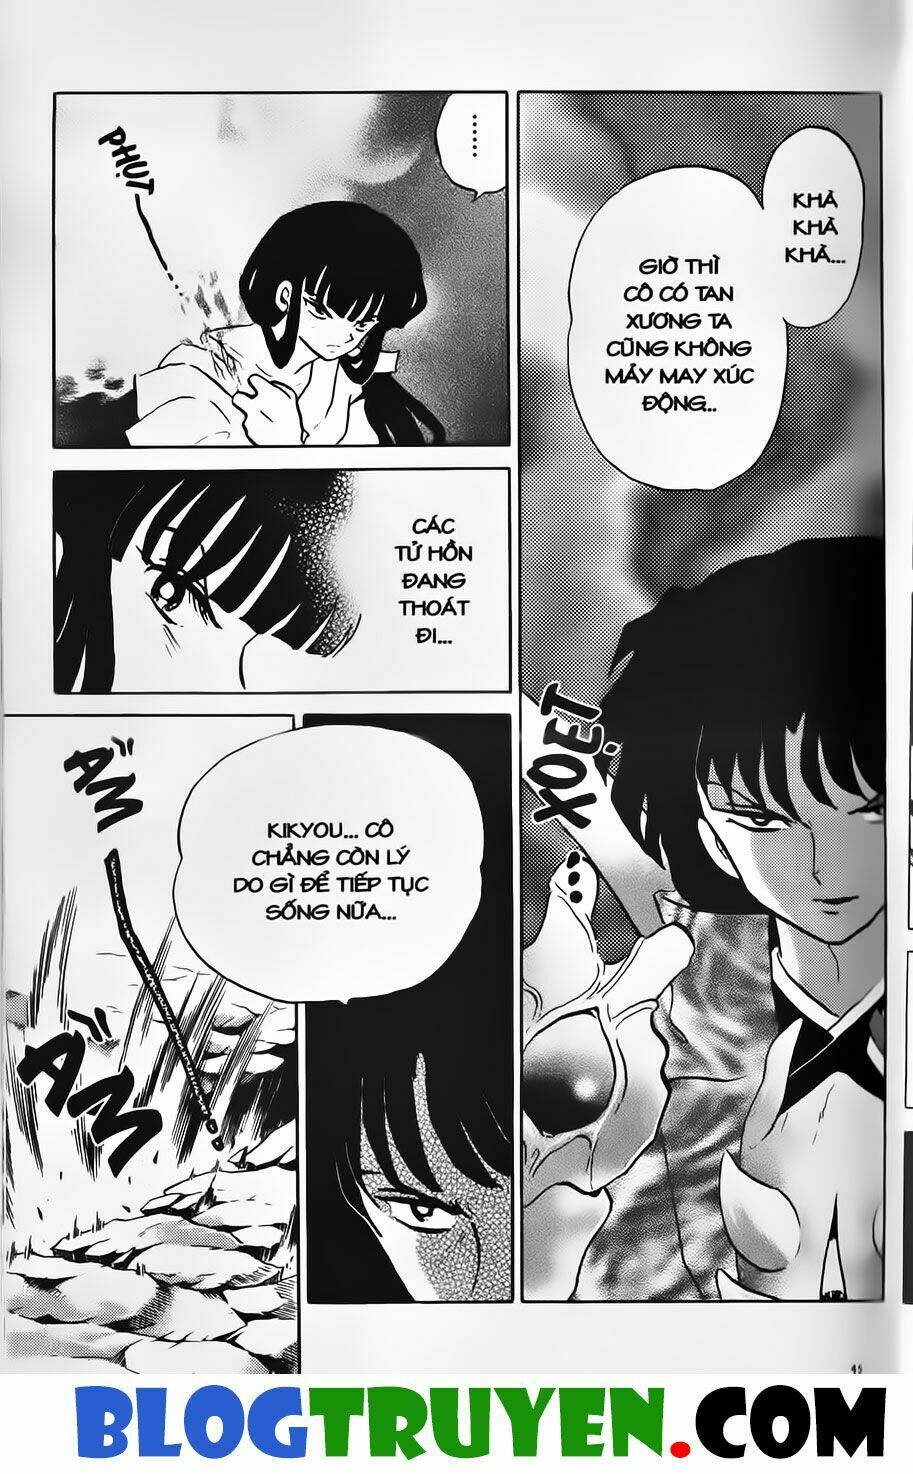 KHẢ
KHẢ
KHẢ...
GIỜ THÌ
CÔ CÓ TAN
XƯƠNG TA
CŨNG KHÔNG
MẢY MAY XÚC
ĐỘNG...
XOẸT
.......
PHỤT
CÁC
TỬ HỒN
ĐANG
THOÁT
ĐI...
KIKYOU... CÔ
CHẲNG CÒN LÝ
DO GÌ ĐỂ TIẾP TỤC
SỐNG NỮA...
ẦM
ẦM
45
BLOGTRUYEN.COM